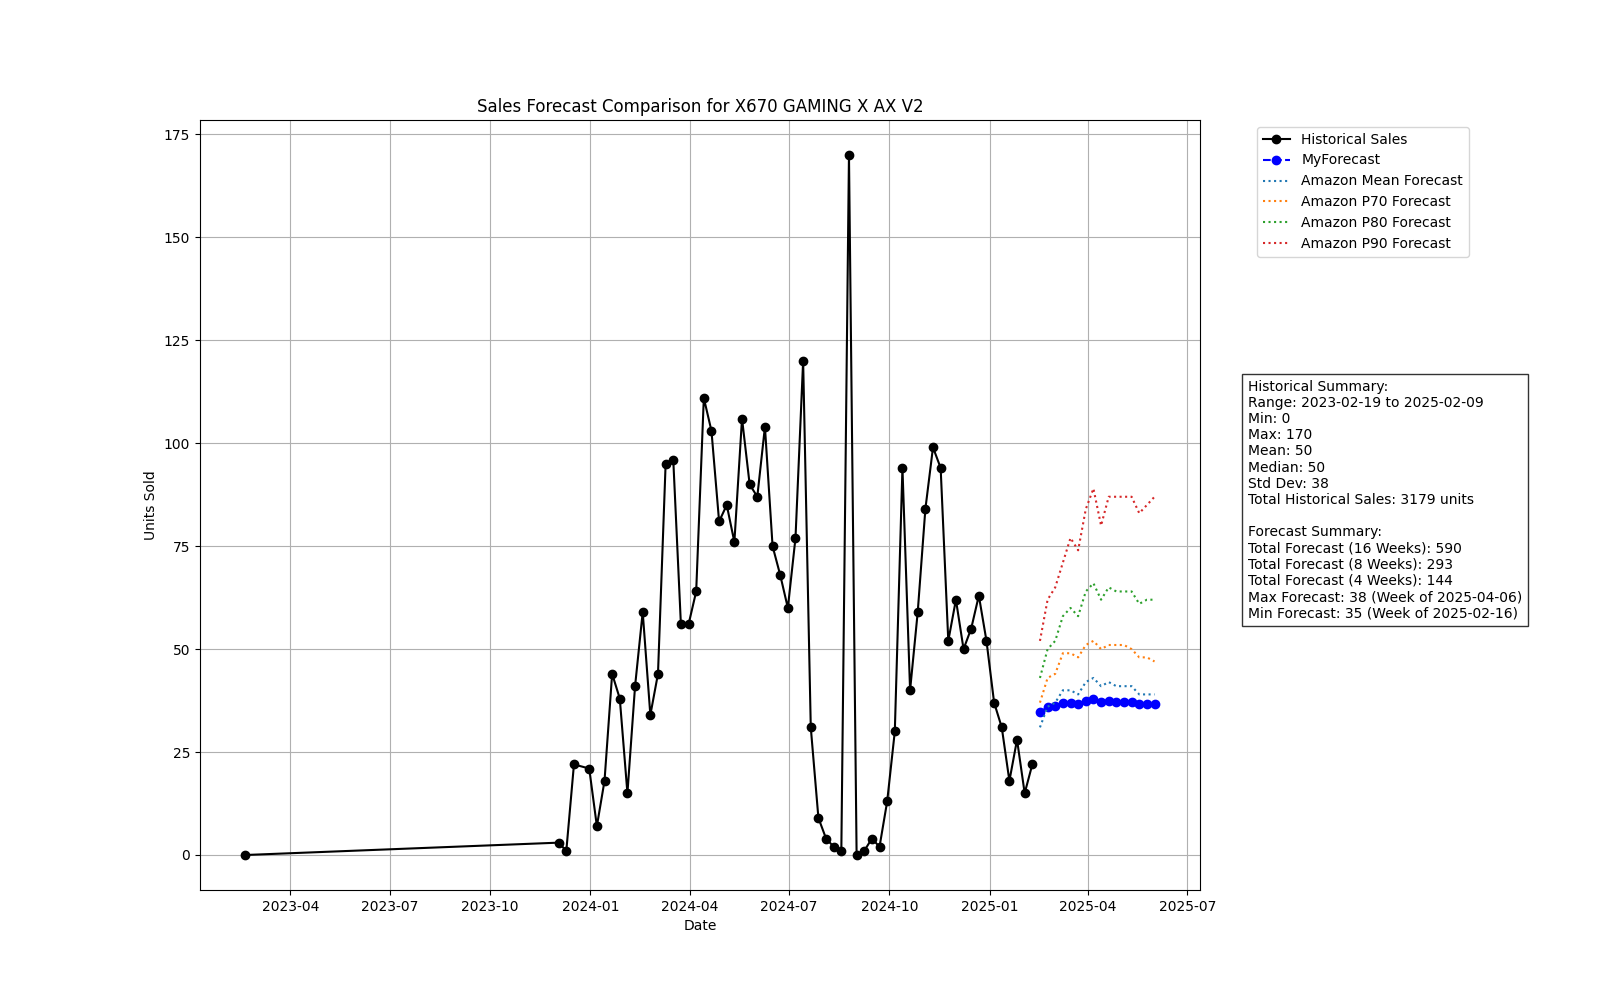 Sales Forecast Comparison for X670 GAMING X AX V2
175
150
125
100
75
50
25
0
Units Sold
2023-04
2023-07
2023-10
2024-01
2024-04
2024-07
2024-10
2025-01
2025-04
2025-07
Date
Historical Sales
MyForecast
Amazon Mean Forecast
Amazon P70 Forecast
Amazon P80 Forecast
Amazon P90 Forecast
Historical Summary:
Range: 2023-02-19 to 2025-02-09
Min: 0
Max: 170
Mean: 50
Median: 50
Std Dev: 38
Total Historical Sales: 3179 units
Forecast Summary:
Total Forecast (16 Weeks): 590
Total Forecast (8 Weeks): 293
Total Forecast (4 Weeks): 144
Max Forecast: 38 (Week of 2025-04-06)
Min Forecast: 35 (Week of 2025-02-16)